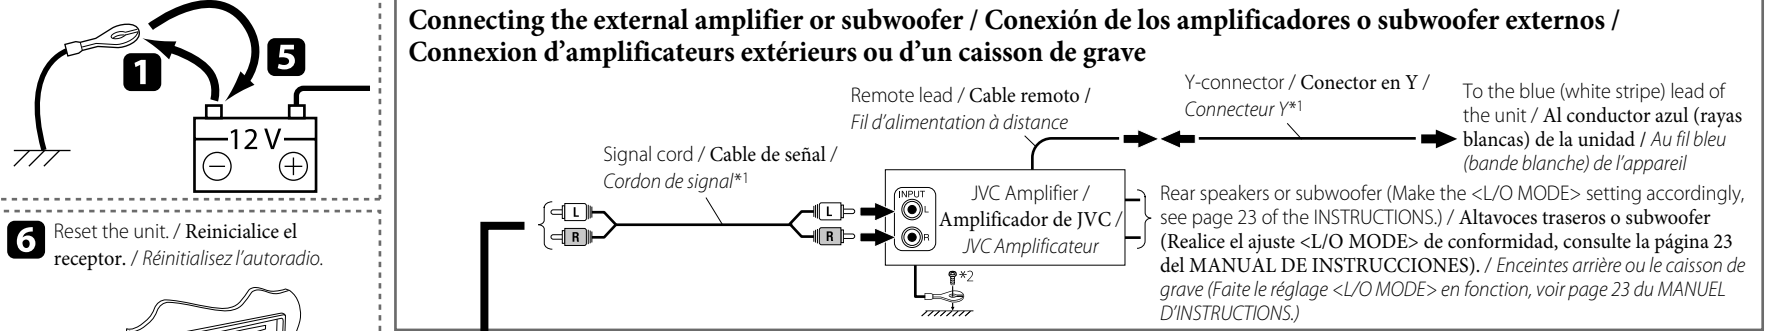 1
5
12 V
6
Reset the unit. / Reinicialice el
receptor. / Réinitialisez l'autoradio.
Connecting the external amplifier or subwoofer / Conexión de los amplificadores o subwoofer externos /
Connexion d'amplificateurs extérieurs ou d'un caisson de grave
Remote lead / Cable remoto /
Fil d'alimentation à distance
Y-connector / Conector en Y /
Connecteur Y*1
To the blue (white stripe) lead of
the unit / Al conductor azul (rayas
blancas) de la unidad / Au fil bleu
(bande blanche) de l'appareil
Signal cord / Cable de señal /
Cordon de signal*1
L
R
L
R
INPUT
L
R
JVC Amplifier /
Amplificador de JVC /
JVC Amplificateur
*2
Rear speakers or subwoofer (Make the <L/O MODE> setting accordingly,
see page 23 of the INSTRUCTIONS.) / Altavoces traseros o subwoofer
(Realice el ajuste <L/O MODE> de conformidad, consulte la página 23
del MANUAL DE INSTRUCCIONES). / Enceintes arrière ou le caisson de
grave (Faite le réglage <L/O MODE> en fonction, voir page 23 du MANUEL
D'INSTRUCTIONS.)